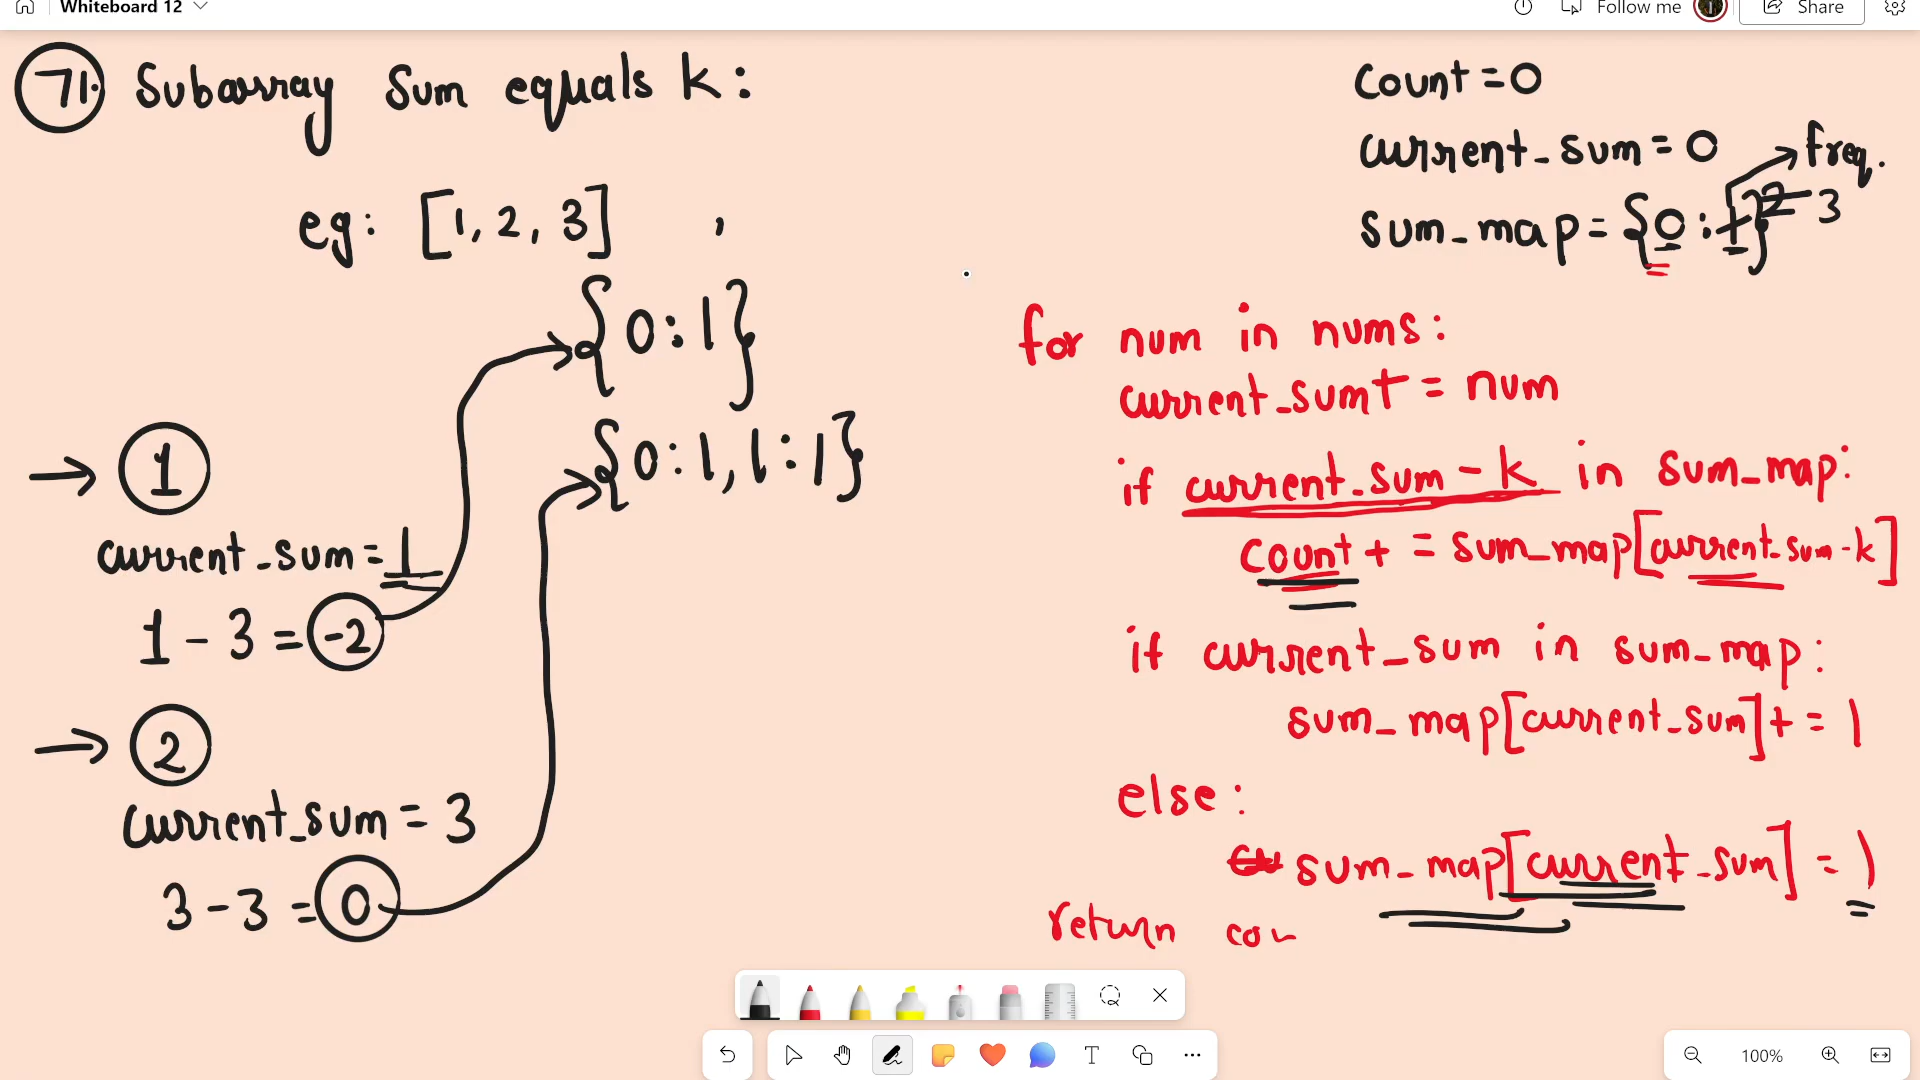 Whiteboard 12
Follow me
Share
71. Subarray Sum equals k:
eg: [1, 2, 3] ,
{0:1}
{0:1, 1:1}
→ 1
current_sum = 1
1 - 3 = -2
→ 2
current_sum = 3
3 - 3 = 0
Count = 0
current_sum = 0
freq.
sum_map = {0:1} 2 3
for num in nums:
current_sum + = num
if current_sum - k in sum_map:
Count + = sum_map[current_sum - k]
if current_sum in sum_map:
sum_map[current_sum] + = 1
else:
sum_map[current_sum] = 1
return cou
100%